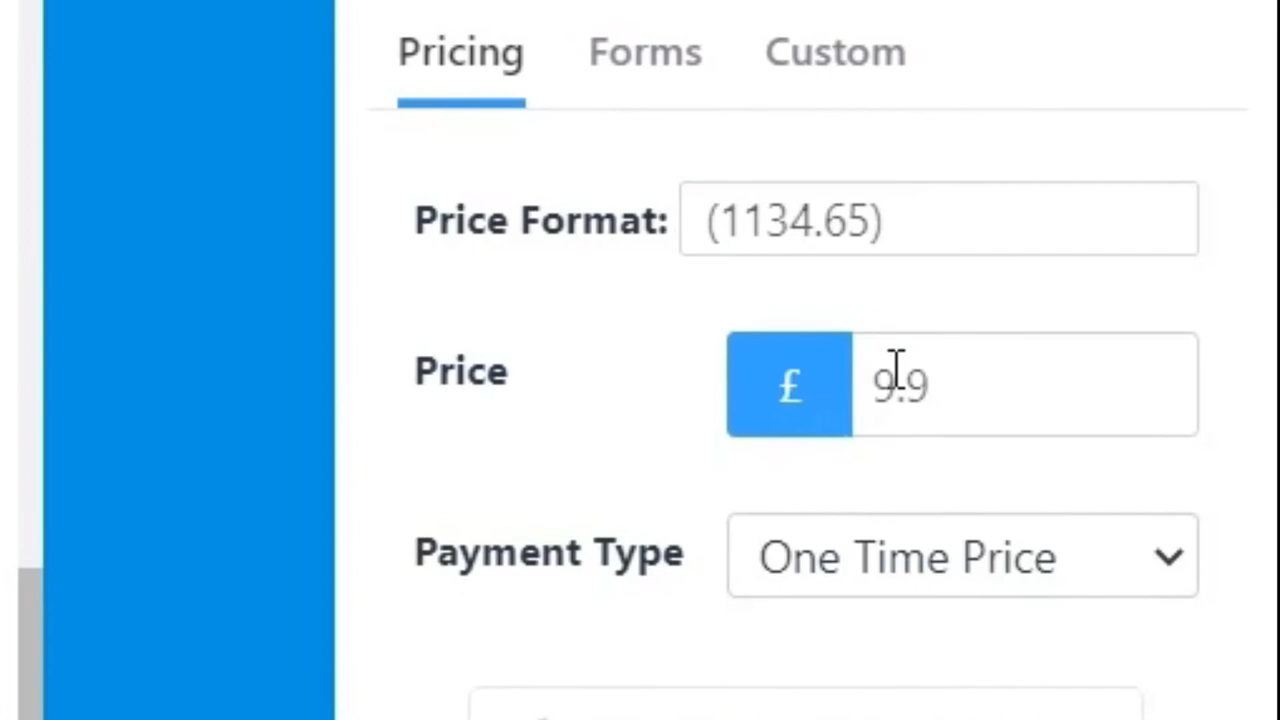 Pricing Forms Custom
Price Format: (1134.65)
Price £ 9.9
Payment Type One Time Price